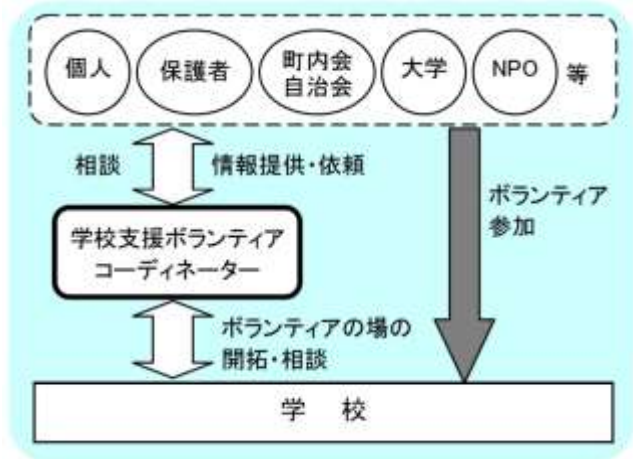 個人
保護者
町内会
自治会
大学
NPO
等
相談
情報提供・依頼
ボランティア
参加
学校支援ボランティア
コーディネーター
ボランティアの場の
開拓・相談
学　校